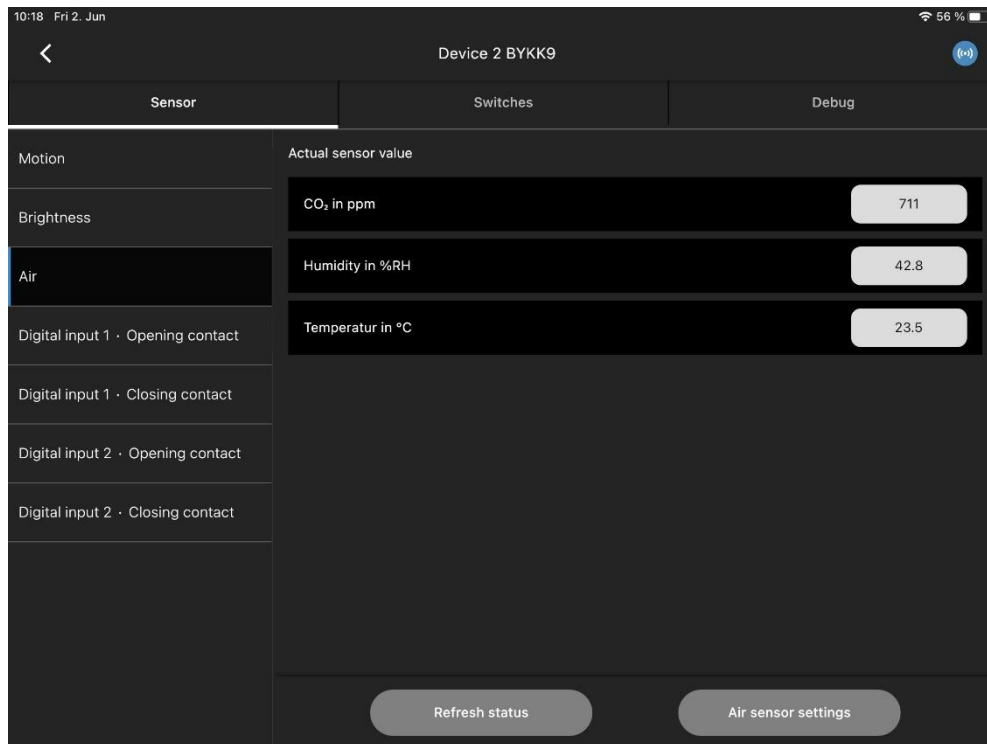 10:18 Fri 2. Jun
56 %
Device 2 BYKK9
Sensor
Switches
Debug
Motion
Brightness
Air
Digital input 1 · Opening contact
Digital input 1 · Closing contact
Digital input 2 · Opening contact
Digital input 2 · Closing contact
Actual sensor value
CO₂ in ppm
711
Humidity in %RH
42.8
Temperatur in °C
23.5
Refresh status
Air sensor settings